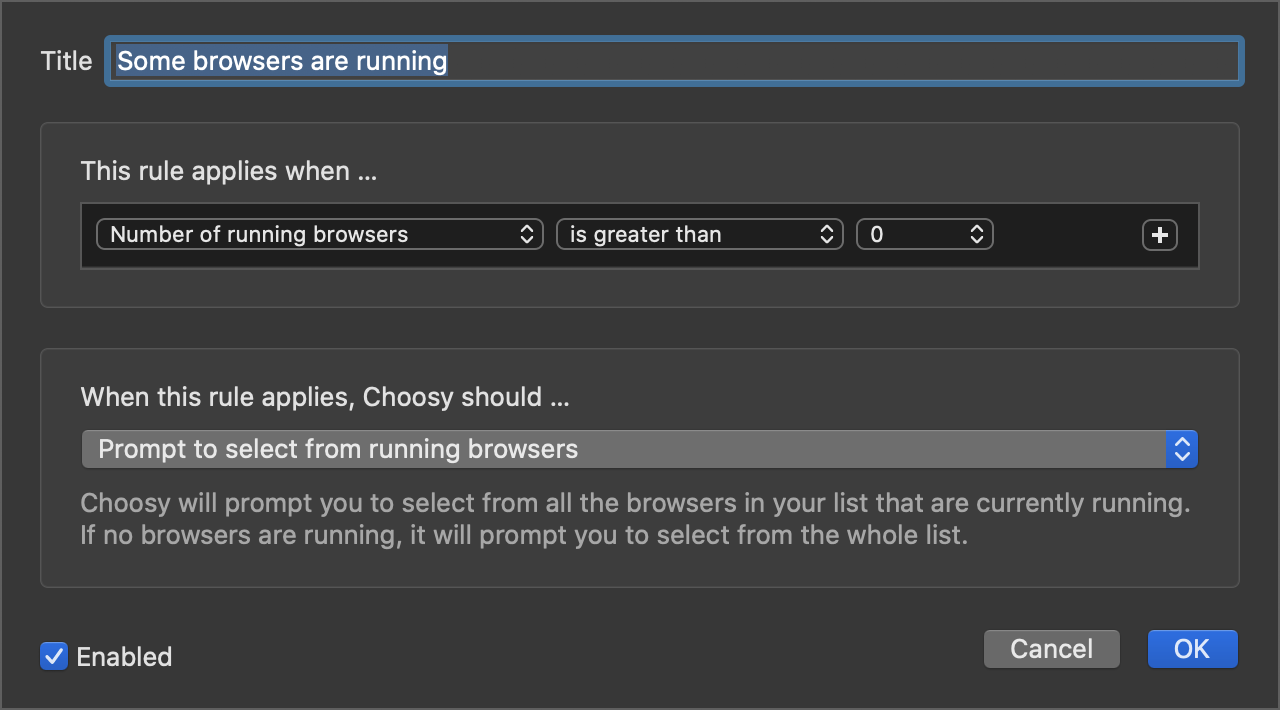 Title Some browsers are running
This rule applies when ...
Number of running browsers is greater than 0
When this rule applies, Choosy should ...
Prompt to select from running browsers
Choosy will prompt you to select from all the browsers in your list that are currently running.
If no browsers are running, it will prompt you to select from the whole list.
Enabled Cancel OK